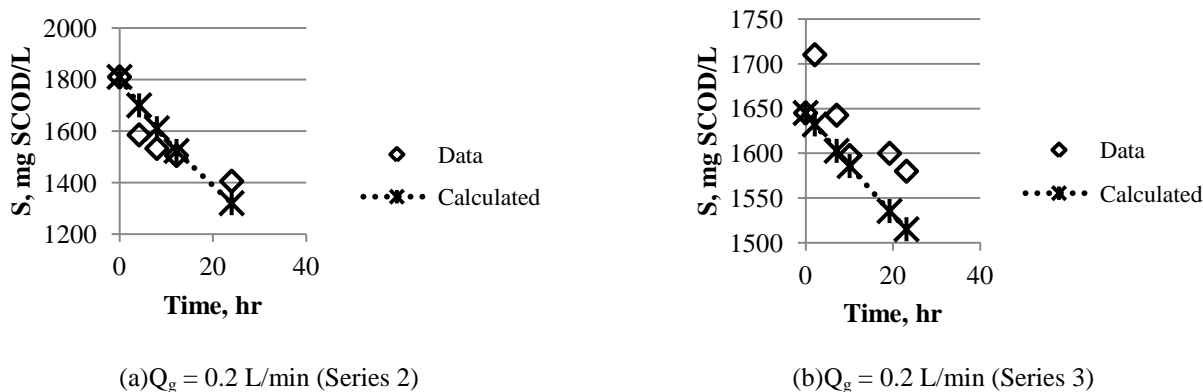 S, mg SCOD/L
2000
1800
1600
1400
1200
0
20
40
Time, hr
Data
Calculated
(a)Qg = 0.2 L/min (Series 2)
S, mg SCOD/L
1750
1700
1650
1600
1550
1500
0
20
40
Time, hr
Data
Calculated
(b)Qg = 0.2 L/min (Series 3)